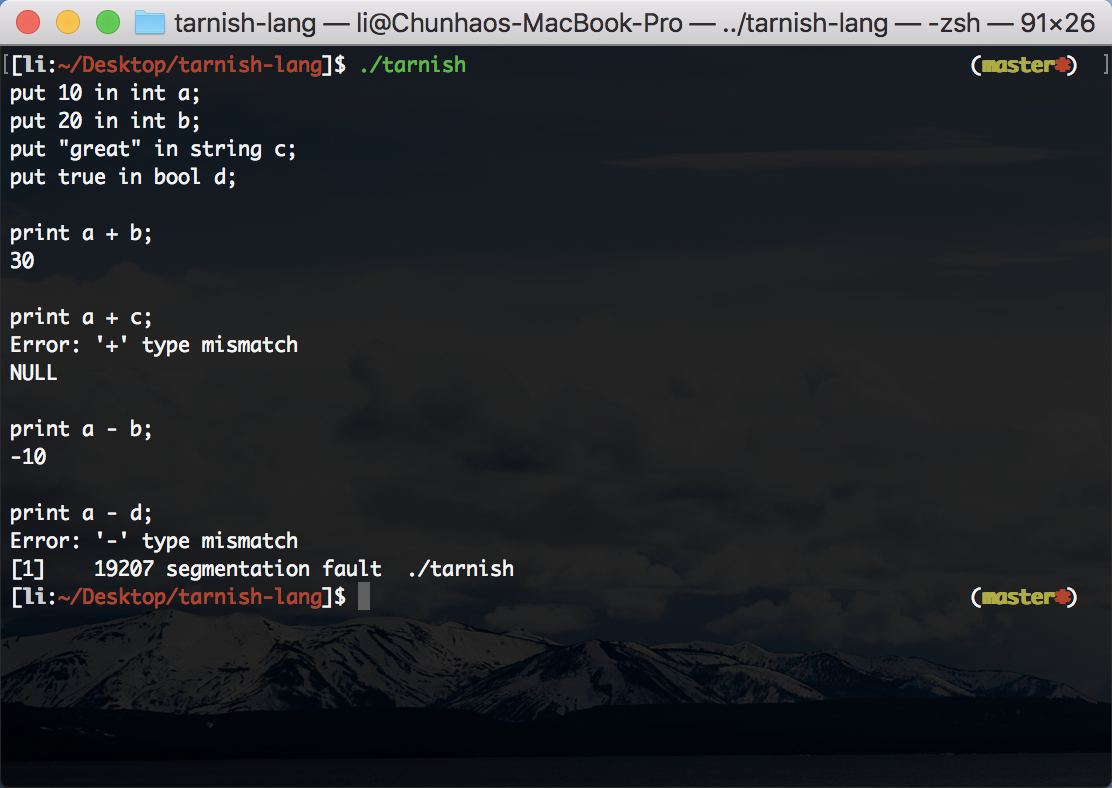 tarnish-lang — li@Chunhaos-MacBook-Pro — ../tarnish-lang — -zsh — 91×26
[li:~/Desktop/tarnish-lang]$ ./tarnish (master*)
put 10 in int a;
put 20 in int b;
put "great" in string c;
put true in bool d;
print a + b;
30
print a + c;
Error: '+' type mismatch
NULL
print a - b;
-10
print a - d;
Error: '-' type mismatch
[1]    19207 segmentation fault  ./tarnish
[li:~/Desktop/tarnish-lang]$ (master*)